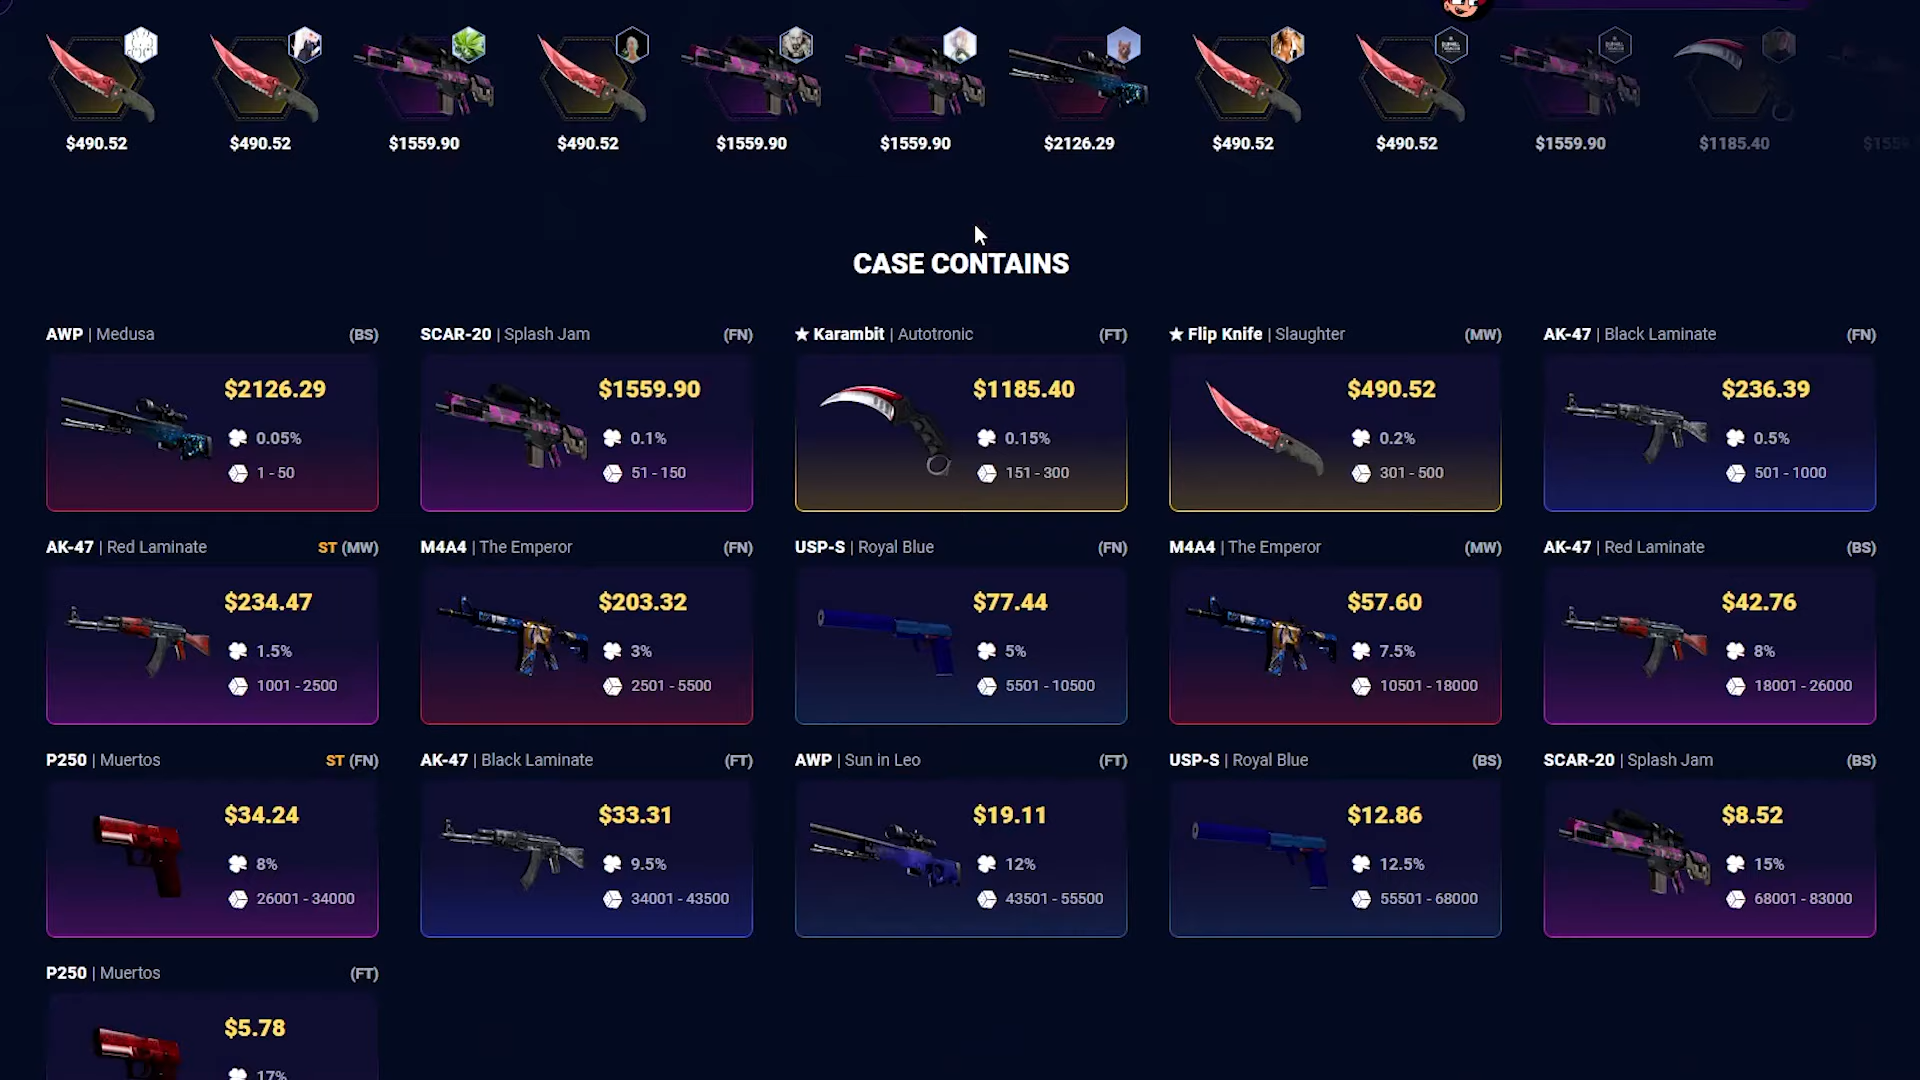 $490.52
$490.52
$1559.90
$490.52
$1559.90
$1559.90
$2126.29
$490.52
$490.52
$1559.90
$1185.40
CASE CONTAINS
AWP | Medusa (BS)
$2126.29
0.05%
1 - 50
SCAR-20 | Splash Jam (FN)
$1559.90
0.1%
51 - 150
★ Karambit | Autotronic (FT)
$1185.40
0.15%
151 - 300
★ Flip Knife | Slaughter (MW)
$490.52
0.2%
301 - 500
AK-47 | Black Laminate (FN)
$236.39
0.5%
501 - 1000
AK-47 | Red Laminate ST (MW)
$234.47
1.5%
1001 - 2500
M4A4 | The Emperor (FN)
$203.32
3%
2501 - 5500
USP-S | Royal Blue (FN)
$77.44
5%
5501 - 10500
M4A4 | The Emperor (MW)
$57.60
7.5%
10501 - 18000
AK-47 | Red Laminate (BS)
$42.76
8%
18001 - 26000
P250 | Muertos ST (FN)
$34.24
8%
26001 - 34000
AK-47 | Black Laminate (FT)
$33.31
9.5%
34001 - 43500
AWP | Sun in Leo (FT)
$19.11
12%
43501 - 55500
USP-S | Royal Blue (BS)
$12.86
12.5%
55501 - 68000
SCAR-20 | Splash Jam (BS)
$8.52
15%
68001 - 83000
P250 | Muertos (FT)
$5.78
17%